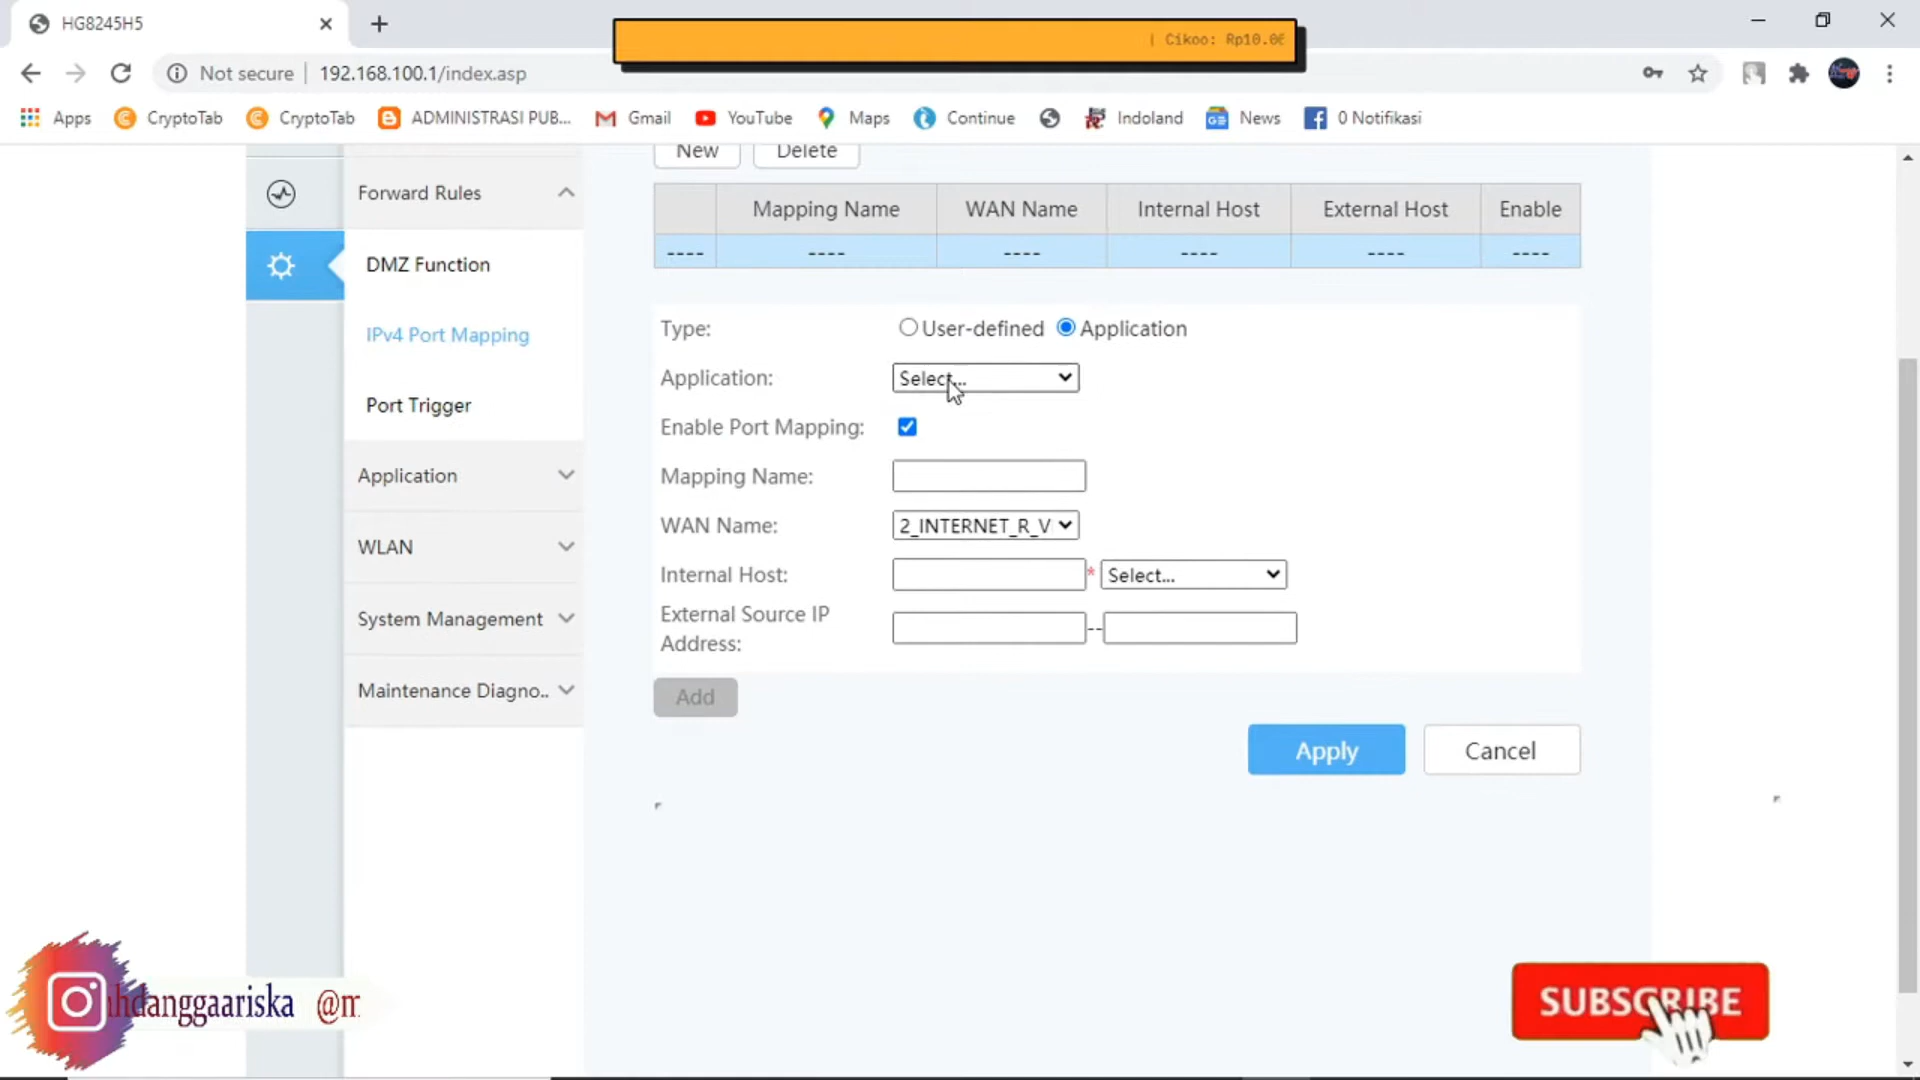 HG8245H5
| Cikoo: Rp10.0
Not secure
192.168.100.1/index.asp
Apps
CryptoTab
CryptoTab
ADMINISTRASI PUB...
Gmail
YouTube
Maps
Continue
Indoland
News
0 Notifikasi
New
Delete
Forward Rules
DMZ Function
IPv4 Port Mapping
Port Trigger
Application
WLAN
System Management
Maintenance Diagno..
Mapping Name
WAN Name
Internal Host
External Host
Enable
---- ---- ---- ---- ---- ----
Type:
User-defined
Application
Application:
Select...
Enable Port Mapping:
Mapping Name:
WAN Name:
2_INTERNET_R_V
Internal Host:
*
Select...
External Source IP
Address:
--
Add
Apply
Cancel
hdanggaariska @m
SUBSCRIBE